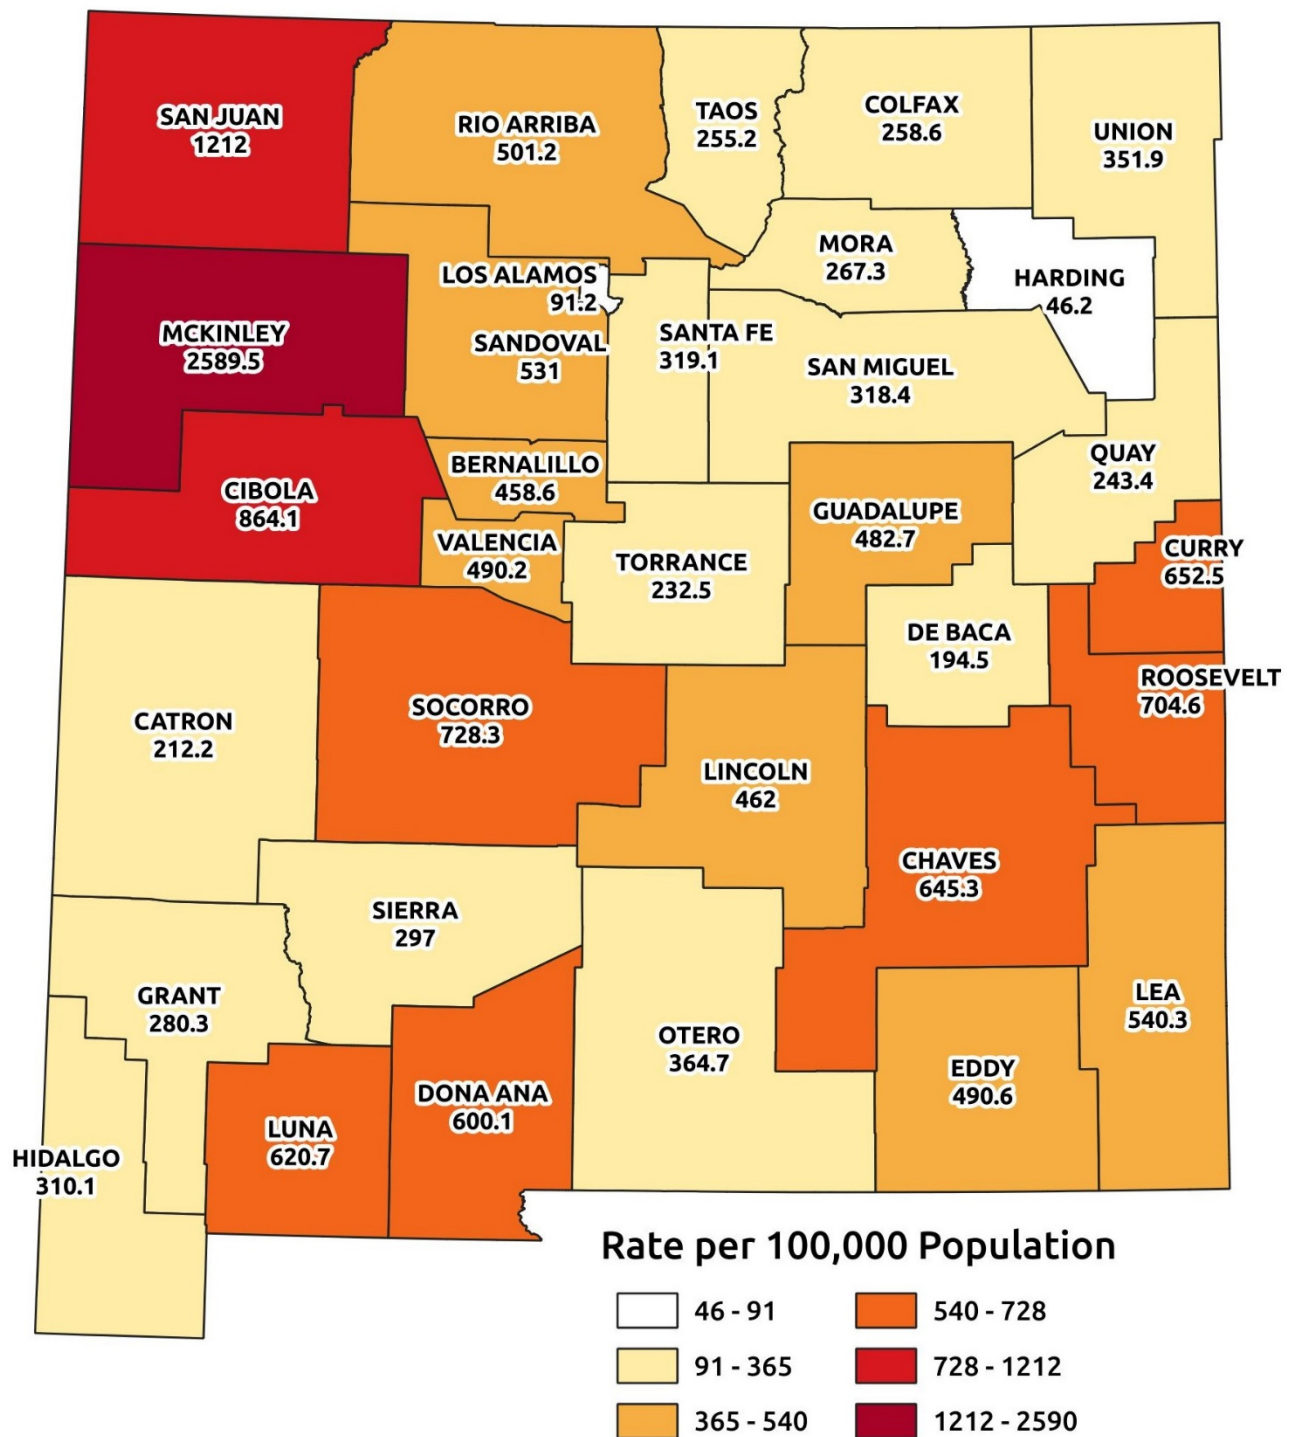 SAN JUAN
1212
RIO ARRIBA
501.2
TAOS
255.2
COLFAX
258.6
UNION
351.9
MORA
267.3
HARDING
46.2
LOS ALAMOS
91.2
MCKINLEY
2589.5
SANDOVAL
531
SANTA FE
319.1
SAN MIGUEL
318.4
QUAY
243.4
BERNALILLO
458.6
CIBOLA
864.1
GUADALUPE
482.7
VALENCIA
490.2
TORRANCE
232.5
CURRY
652.5
DE BACA
194.5
ROOSEVELT
704.6
CATRON
212.2
SOCORRO
728.3
LINCOLN
462
CHAVES
645.3
SIERRA
297
GRANT
280.3
LEA
540.3
OTERO
364.7
EDDY
490.6
DONA ANA
600.1
LUNA
620.7
HIDALGO
310.1
Rate per 100,000 Population
46 - 91
91 - 365
365 - 540
540 - 728
728 - 1212
1212 - 2590